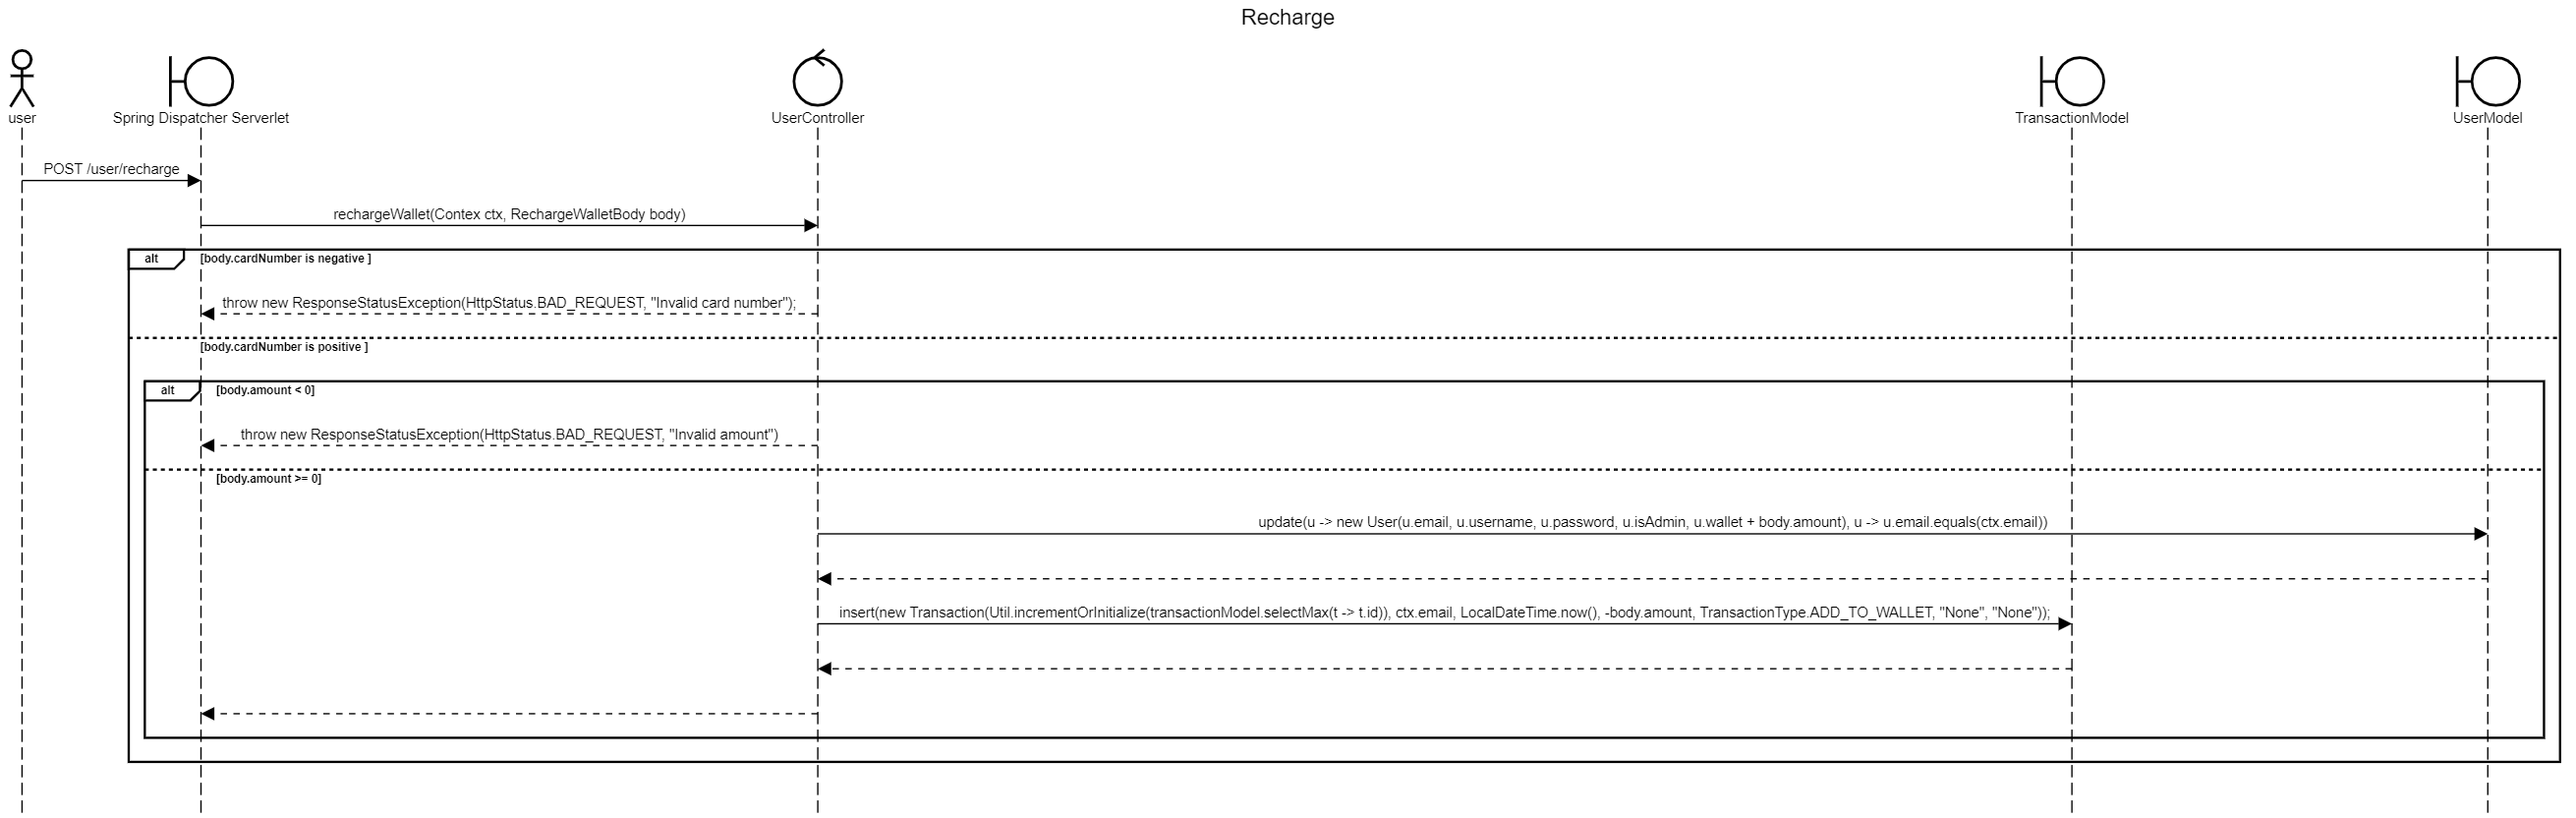 Recharge
user
Spring Dispatcher Serverlet
UserController
TransactionModel
UserModel
POST /user/recharge
rechargeWallet(Contex ctx, RechargeWalletBody body)
alt
[body.cardNumber is negative ]
throw new ResponseStatusException(HttpStatus.BAD_REQUEST, "Invalid card number");
[body.cardNumber is positive ]
alt
[body.amount < 0]
throw new ResponseStatusException(HttpStatus.BAD_REQUEST, "Invalid amount")
[body.amount >= 0]
update(u -> new User(u.email, u.username, u.password, u.isAdmin, u.wallet + body.amount), u -> u.email.equals(ctx.email))
insert(new Transaction(Util.incrementOrInitialize(transactionModel.selectMax(t -> t.id)), ctx.email, LocalDateTime.now(), -body.amount, TransactionType.ADD_TO_WALLET, "None", "None"));